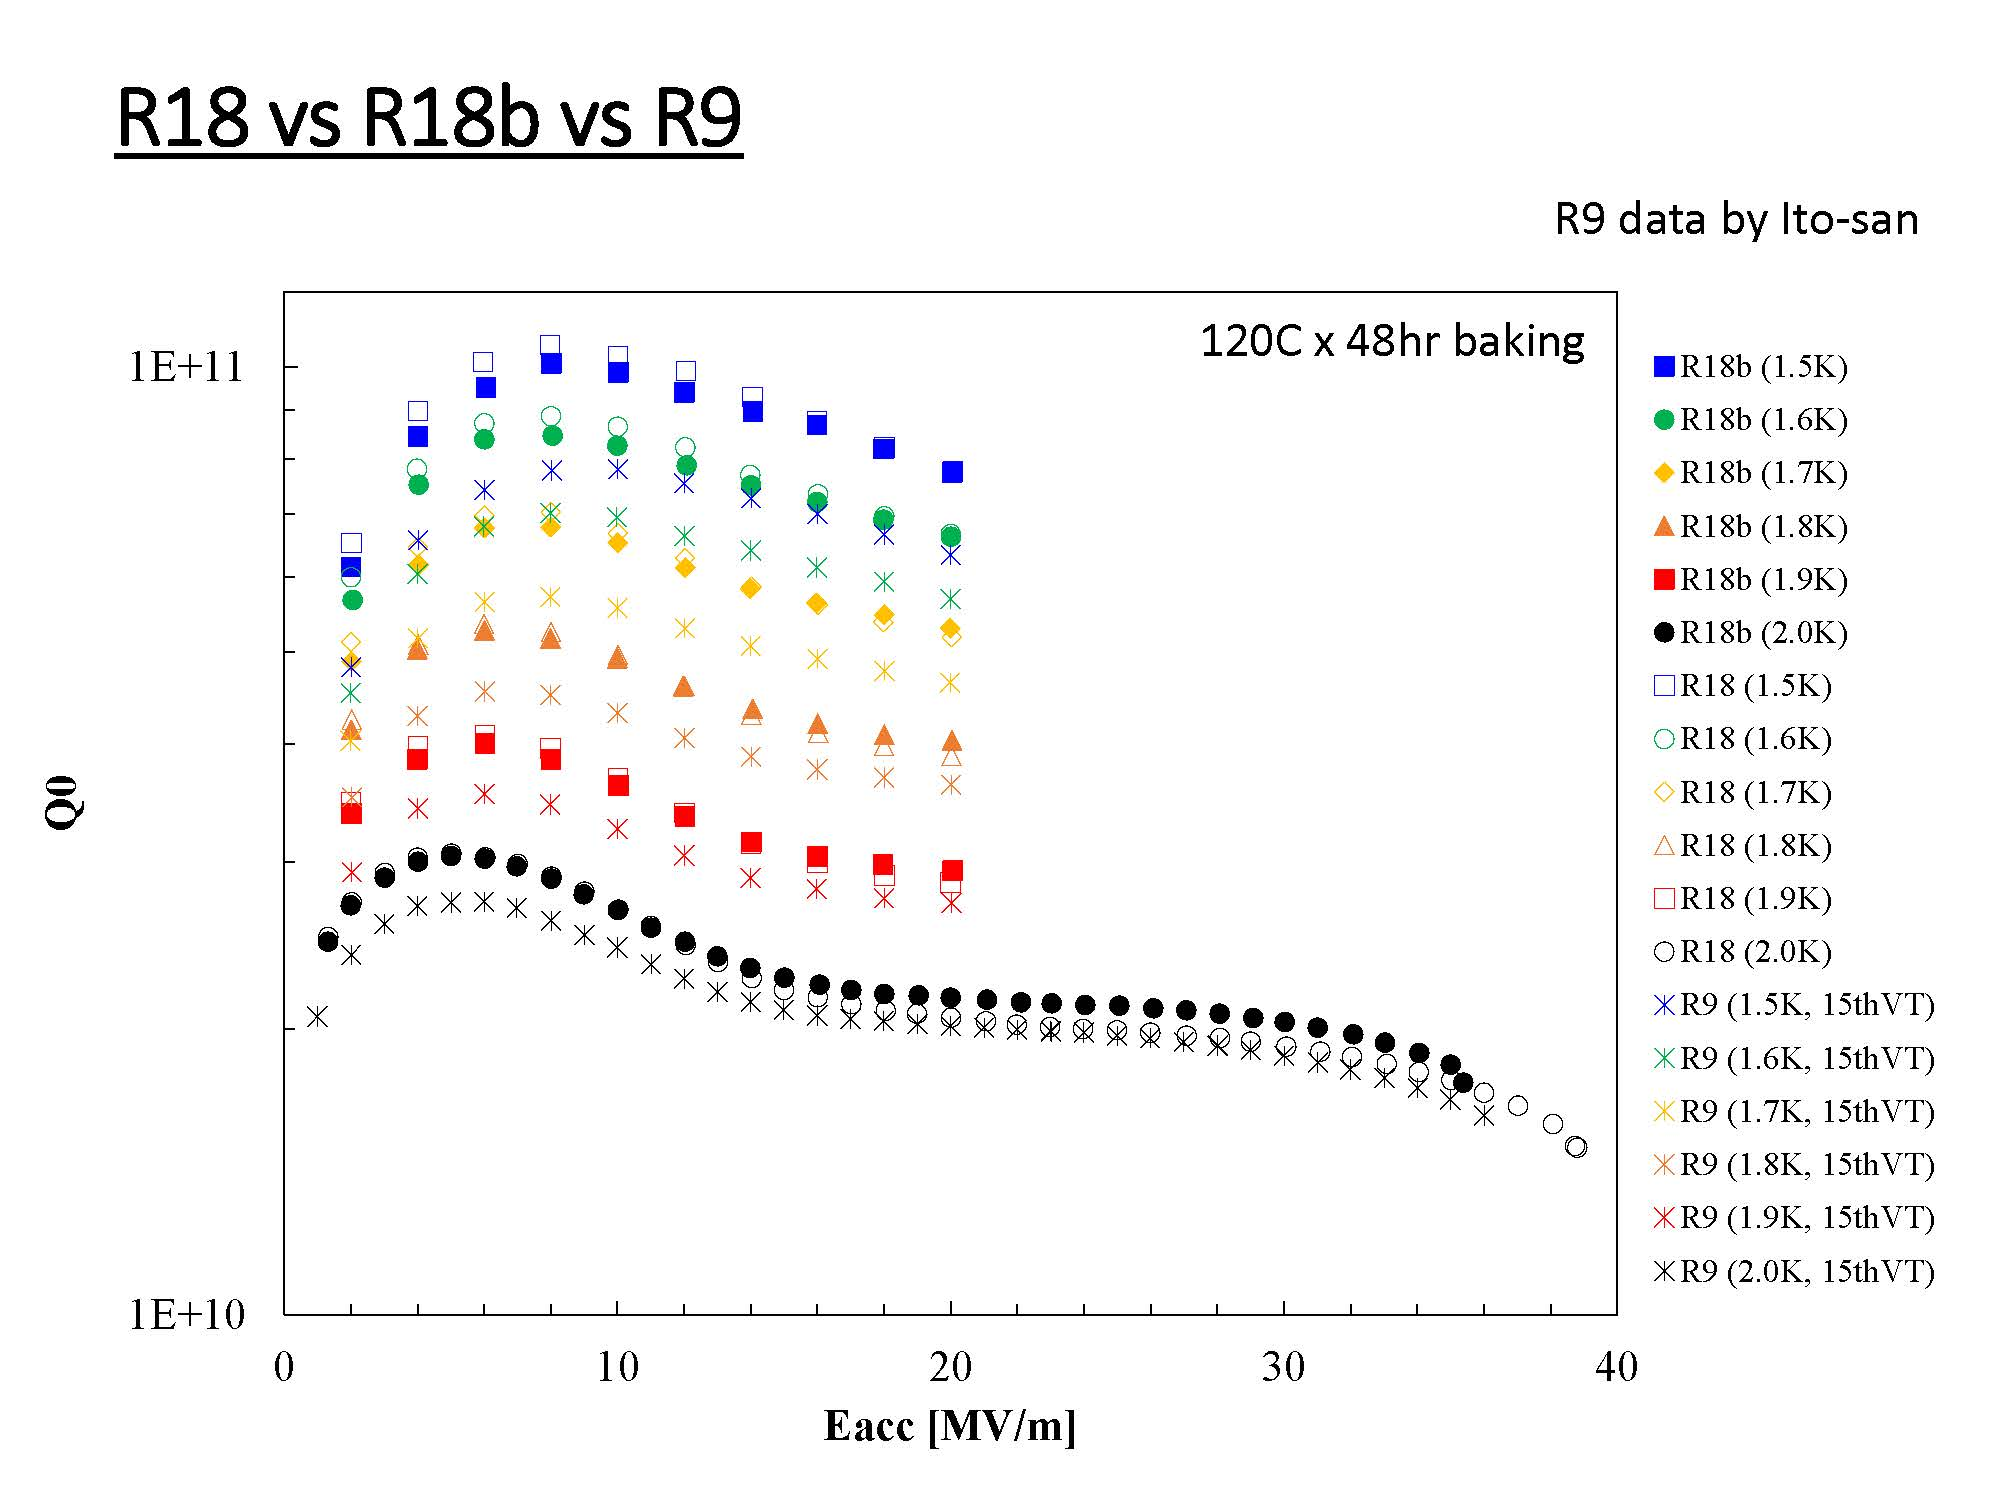 R18 vs R18b vs R9
R9 data by Ito-san
120C x 48hr baking
1E+11
1E+10
Q0
0
10
20
30
40
Eacc [MV/m]
R18b (1.5K)
R18b (1.6K)
R18b (1.7K)
R18b (1.8K)
R18b (1.9K)
R18b (2.0K)
R18 (1.5K)
R18 (1.6K)
R18 (1.7K)
R18 (1.8K)
R18 (1.9K)
R18 (2.0K)
R9 (1.5K, 15thVT)
R9 (1.6K, 15thVT)
R9 (1.7K, 15thVT)
R9 (1.8K, 15thVT)
R9 (1.9K, 15thVT)
R9 (2.0K, 15thVT)